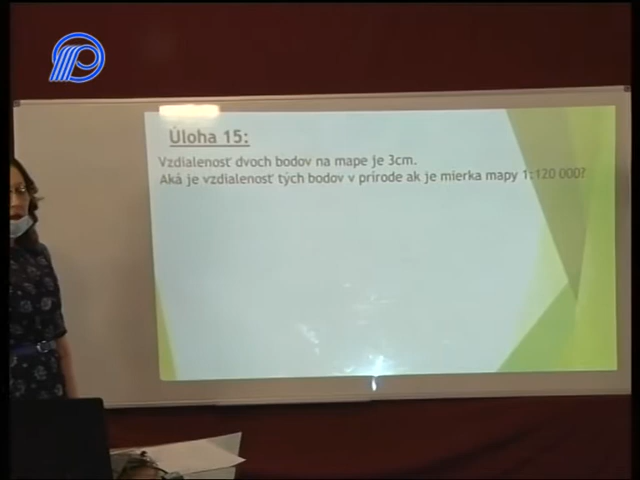 Úloha 15:
Vzdialenosť dvoch bodov na mape je 3cm.
Aká je vzdialenosť tých bodov v prírode ak je mierka mapy 1:120 000?